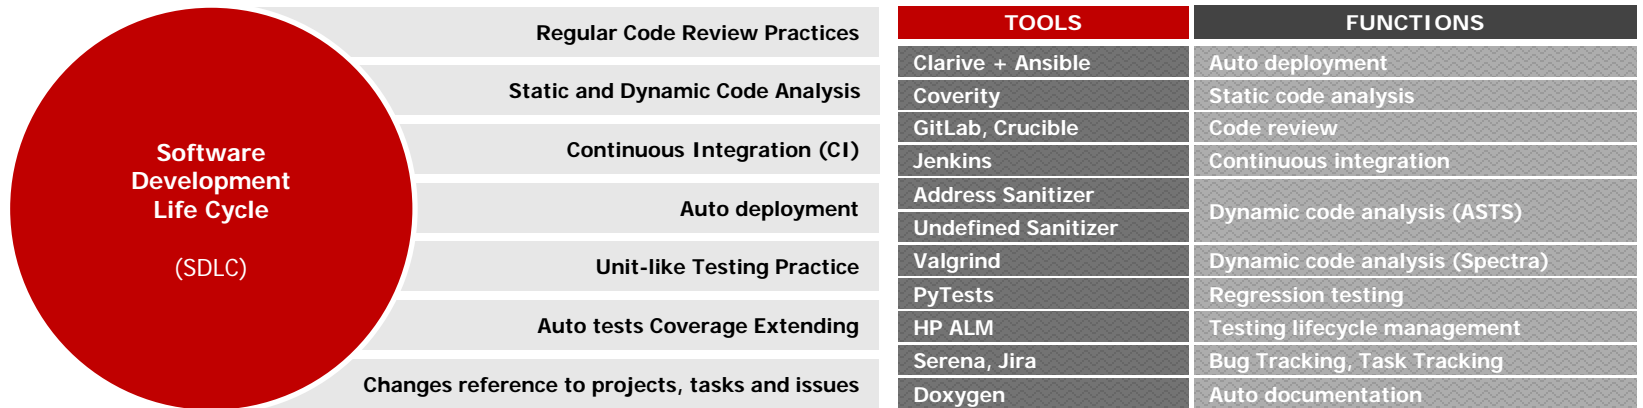 Software
Development
Life Cycle
(SDLC)
Regular Code Review Practices
Static and Dynamic Code Analysis
Continuous Integration (CI)
Auto deployment
Unit-like Testing Practice
Auto tests Coverage Extending
Changes reference to projects, tasks and issues
TOOLS FUNCTIONS
Clarive + Ansible Auto deployment
Coverity Static code analysis
GitLab, Crucible Code review
Jenkins Continuous integration
Address Sanitizer
Dynamic code analysis (ASTS)
Undefined Sanitizer
Valgrind Dynamic code analysis (Spectra)
PyTests Regression testing
HP ALM Testing lifecycle management
Serena, Jira Bug Tracking, Task Tracking
Doxygen Auto documentation